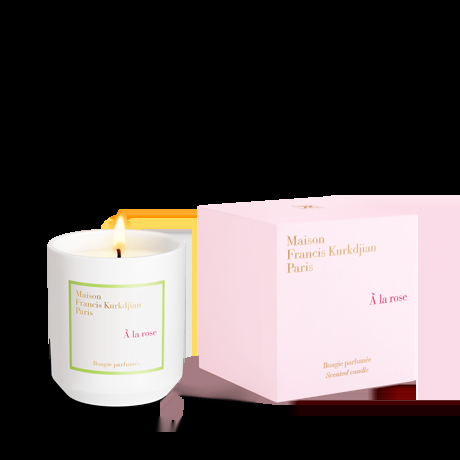 Maison
Francis Kurkdjian
Paris
À la rose
Bougie parfumée
Maison
Francis Kurkdjian
Paris
À la rose
Bougie parfumée
Scented candle